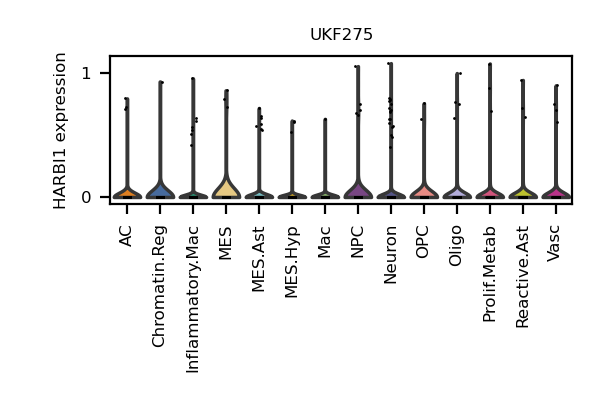 UKF275
HARBI1 expression
1
0
AC
Chromatin.Reg
Inflammatory.Mac
MES
MES.Ast
MES.Hyp
Mac
NPC
Neuron
OPC
Oligo
Prolif.Metab
Reactive.Ast
Vasc